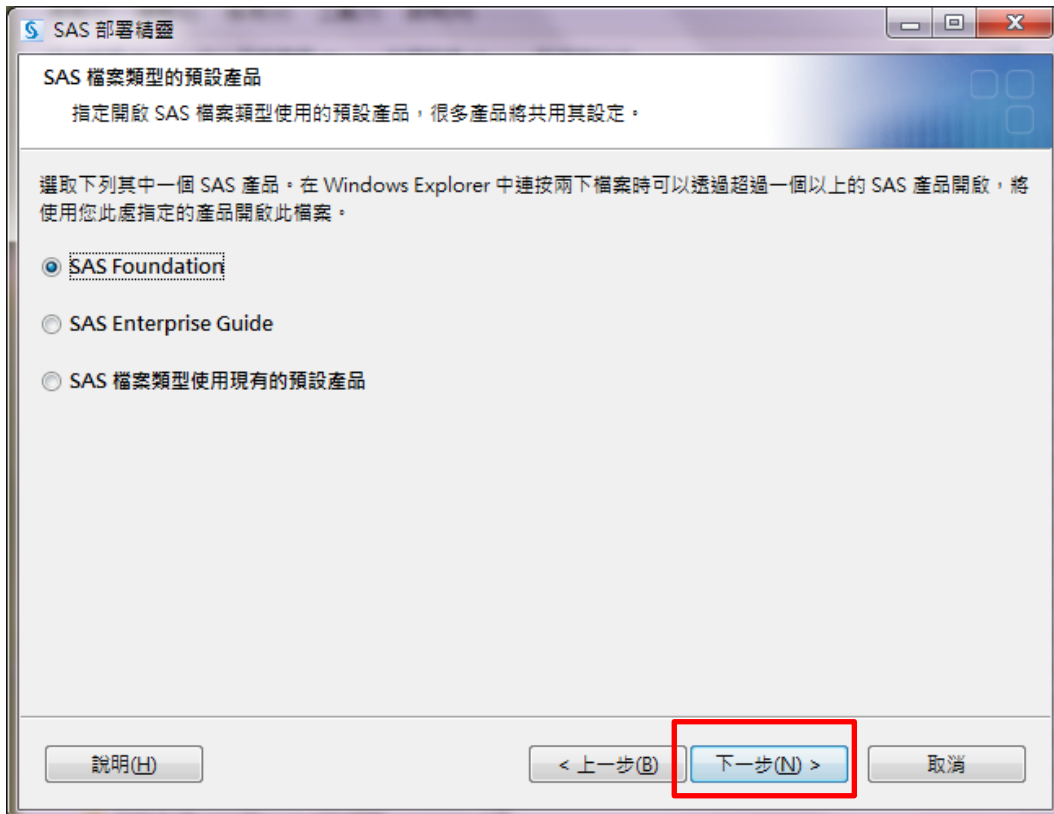 SAS 部署精靈
SAS 檔案類型的預設產品
指定開啟 SAS 檔案類型使用的預設產品，很多產品將共用其設定。
選取下列其中一個 SAS 產品。在 Windows Explorer 中連按兩下檔案時可以透過超過一個以上的 SAS 產品開啟，將
使用您此處指定的產品開啟此檔案。
SAS Foundation
SAS Enterprise Guide
SAS 檔案類型使用現有的預設產品
說明(H)
< 上一步(B)
下一步(N) >
取消